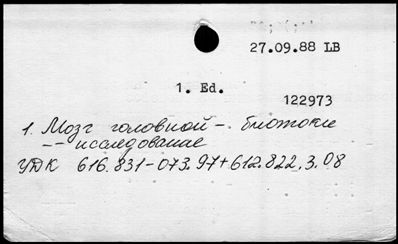 27.09.88 LB
1. Ed.
122973
1. Мозг головной -. биотоки
-- исследование
УДК 616.831-073.97+612.822.3.08